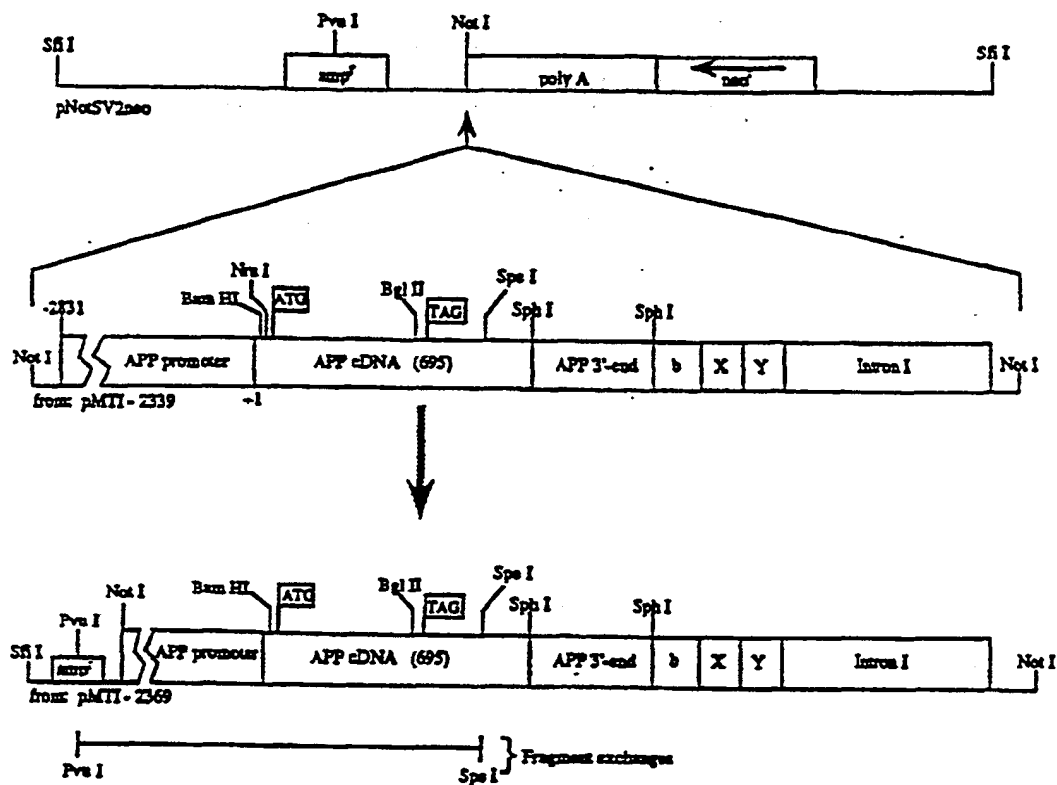 Pvu I
Not I
Sfi I
Sfi I
amp^r
poly A
neo^r
pNotSV2neo
Nru I
Bam HI
ATG
Bgl II
TAG
Spe I
Sph I
Sph I
-2831
Not I
APP promoter
APP cDNA (695)
APP 3'-end
b
X
Y
Intron I
Not I
from: pMTI - 2339
+1
Bam HI
ATG
Bgl II
TAG
Spe I
Sph I
Sph I
Not I
Pvu I
Sfi I
amp^r
APP promoter
APP cDNA (695)
APP 3'-end
b
X
Y
Intron I
Not I
from: pMTI - 2369
Pvu I
Spe I
Fragment exchanges